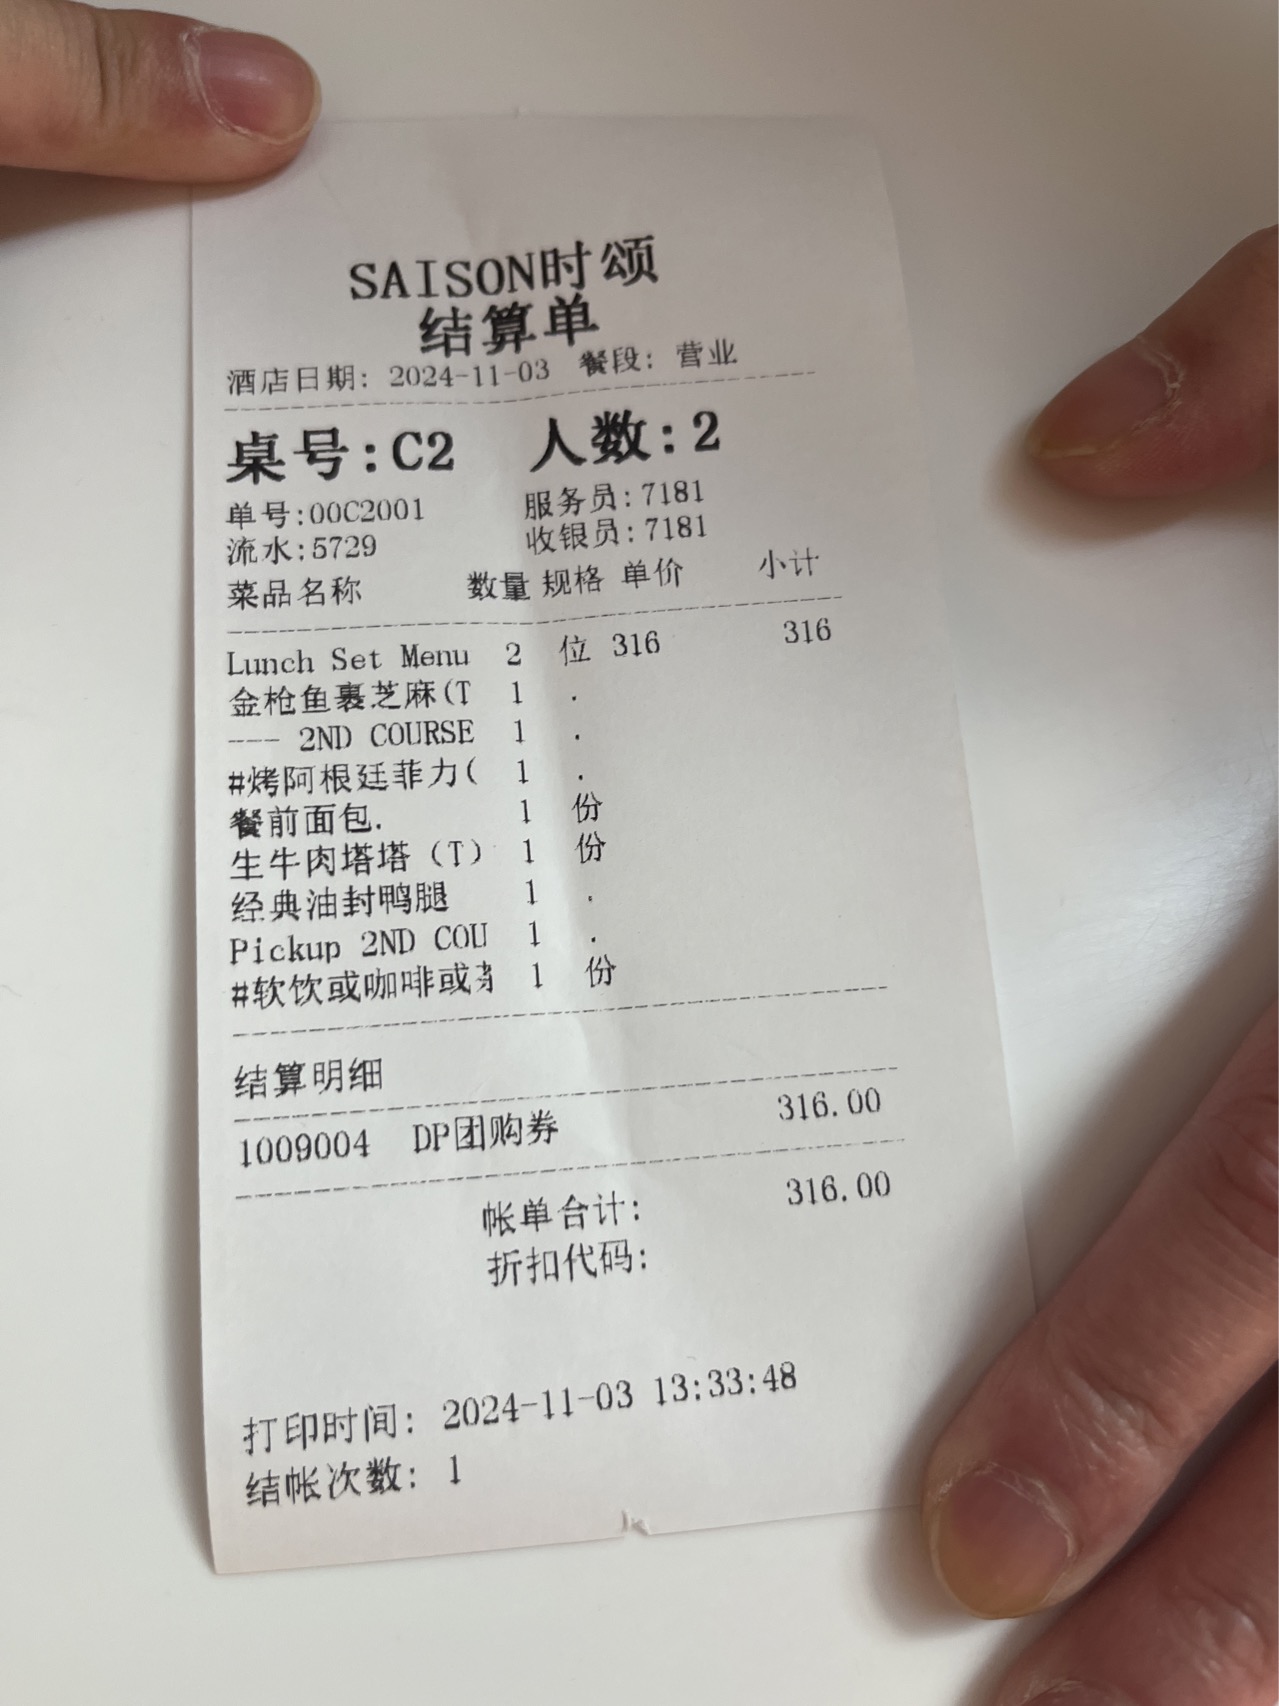 SAISON时颂
结算单
酒店日期: 2024-11-03 餐段: 营业
桌号:C2 人数:2
单号:00C2001 服务员:7181
流水:5729 收银员:7181
菜品名称 数量 规格 单价 小计
Lunch Set Menu 2 位 316 316
金枪鱼裹芝麻(T 1 .
--- 2ND COURSE 1 .
#烤阿根廷菲力( 1 .
餐前面包. 1 份
生牛肉塔塔 (T) 1 份
经典油封鸭腿 1 .
Pickup 2ND COU 1 .
#软饮或咖啡或 1 份
结算明细
1009004 DP团购券 316.00
帐单合计: 316.00
折扣代码:
打印时间: 2024-11-03 13:33:48
结帐次数: 1